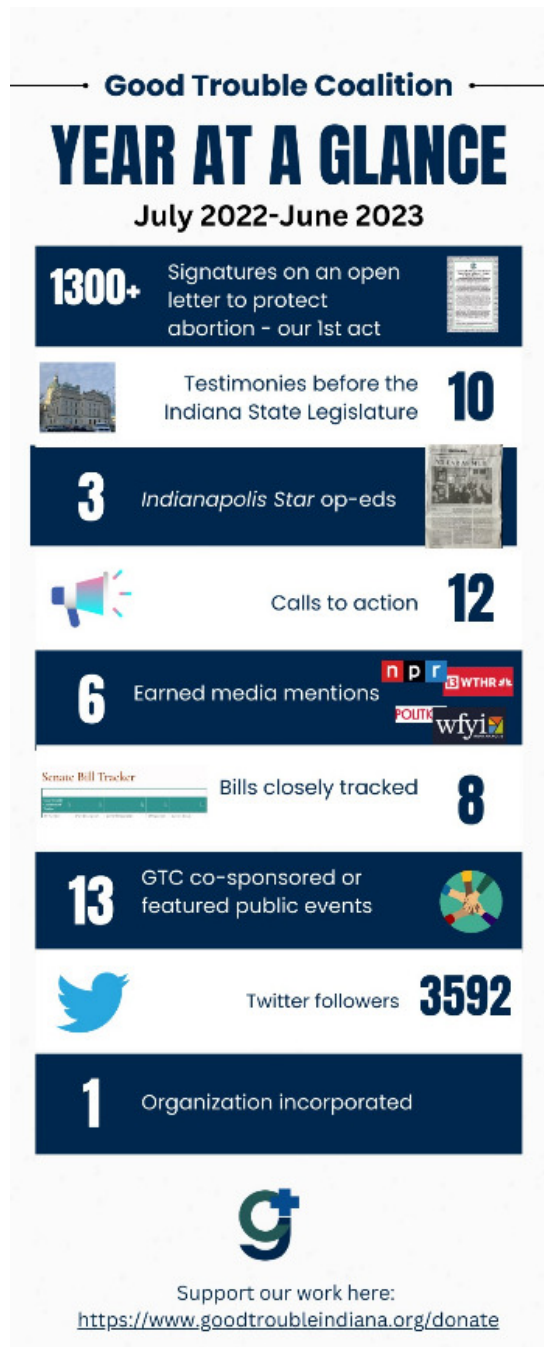 Good Trouble Coalition
YEAR AT A GLANCE
July 2022-June 2023
1300+
Signatures on an open
letter to protect
abortion - our 1st act
Testimonies before the
Indiana State Legislature
10
3
Indianapolis Star op-eds
Calls to action
12
6
Earned media mentions
npr
13 WTHR
POLITI
wfyi
Senate Bill Tracker
Bills closely tracked
8
13
GTC co-sponsored or
featured public events
Twitter followers
3592
1
Organization incorporated
g
Support our work here:
https://www.goodtroubleindiana.org/donate